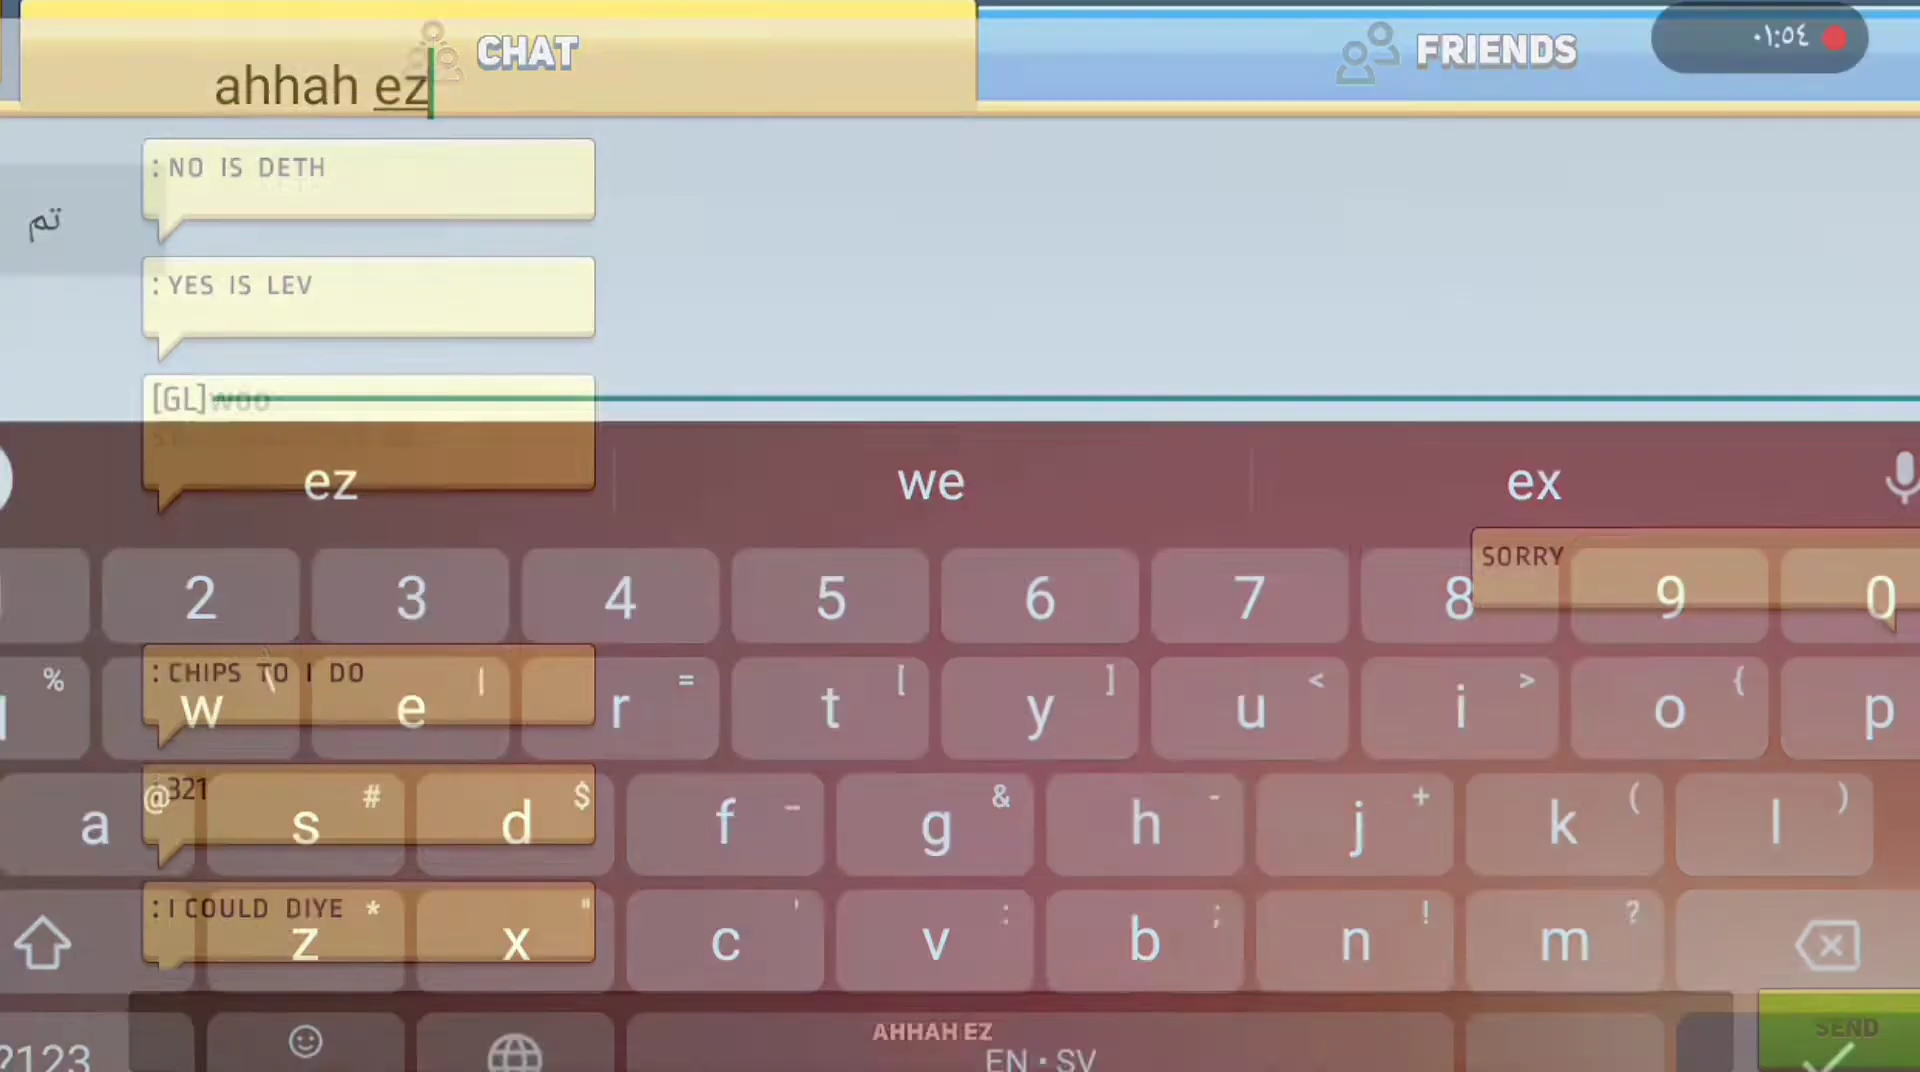 CHAT
FRIENDS
٠١:٥٤
ahhah ez
: NO IS DETH
تم
: YES IS LEV
[GL]woo
ez we ex
SORRY
2 3 4 5 6 7 8 9 0
: CHIPS TO I DO
% \ | = [ ] < > {
w e r t y u i o p
321
@ # $ _ & - + ( )
a s d f g h j k l
: I COULD DIYE
* " ' : ; ! ?
z x c v b n m
AHHAH EZ
SEND
?123
EN • SV